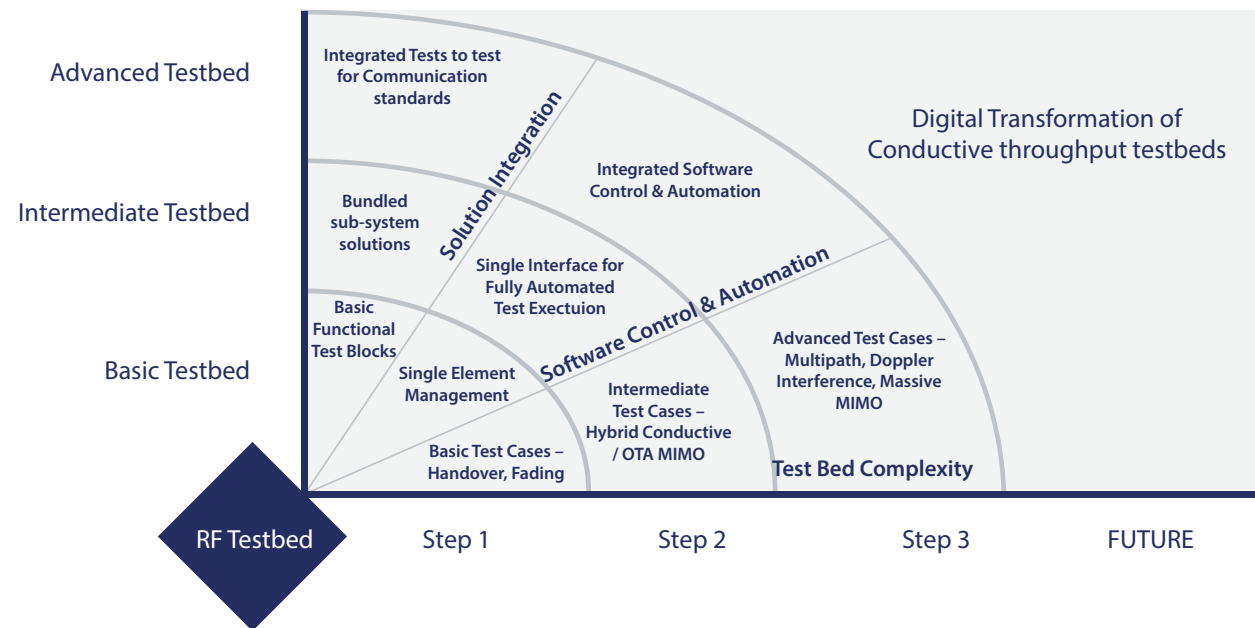 Advanced Testbed
Integrated Tests to test
for Communication
standards
Solution Integration
Digital Transformation of
Conductive throughput testbeds
Integrated Software
Control & Automation
Intermediate Testbed
Bundled
sub-system
solutions
Single Interface for
Fully Automated
Test Exectuion
Software Control & Automation
Basic Testbed
Basic
Functional
Test Blocks
Single Element
Management
Advanced Test Cases –
Multipath, Doppler
Interference, Massive
MIMO
Intermediate
Test Cases –
Hybrid Conductive
/ OTA MIMO
Basic Test Cases –
Handover, Fading
Test Bed Complexity
RF Testbed
Step 1
Step 2
Step 3
FUTURE